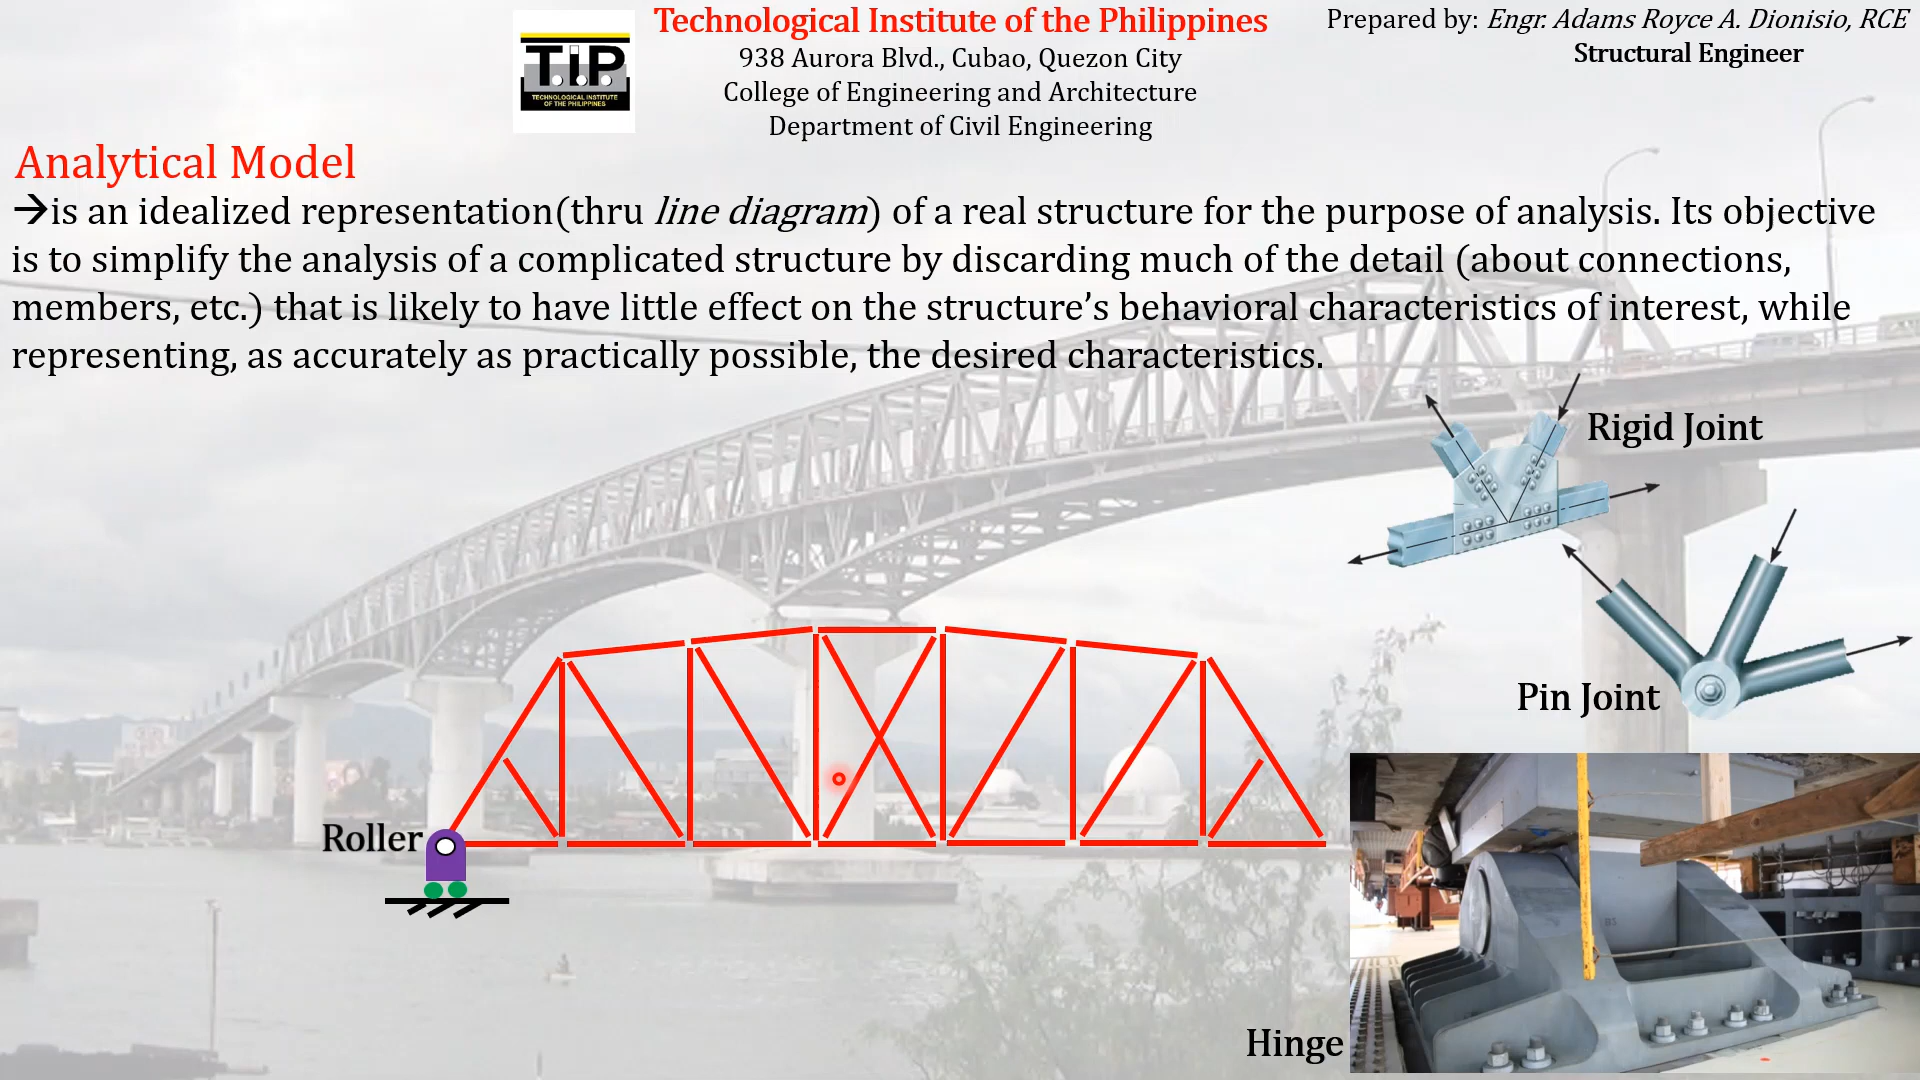 Technological Institute of the Philippines
938 Aurora Blvd., Cubao, Quezon City
College of Engineering and Architecture
Department of Civil Engineering
Prepared by: Engr. Adams Royce A. Dionisio, RCE
Structural Engineer
T.I.P
TECHNOLOGICAL INSTITUTE
OF THE PHILIPPINES
Analytical Model
→is an idealized representation(thru line diagram) of a real structure for the purpose of analysis. Its objective
is to simplify the analysis of a complicated structure by discarding much of the detail (about connections,
members, etc.) that is likely to have little effect on the structure’s behavioral characteristics of interest, while
representing, as accurately as practically possible, the desired characteristics.
Rigid Joint
Pin Joint
Roller
Hinge